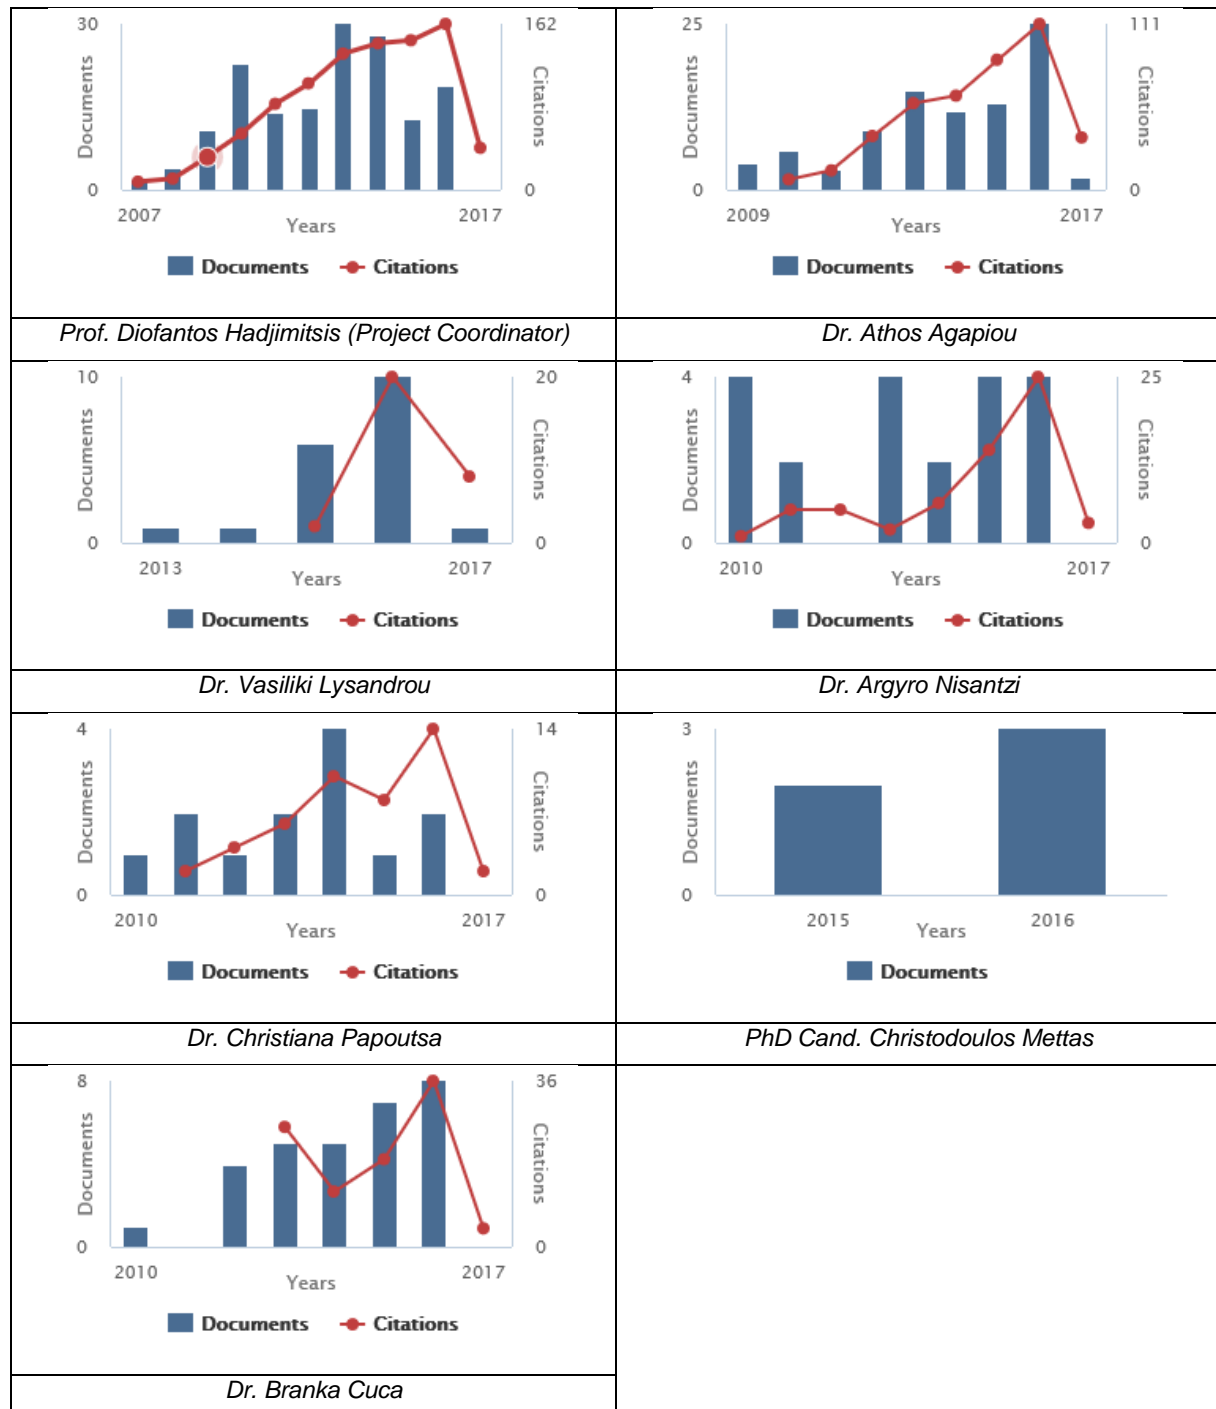 30 162
Documents Citations
0 0
2007 2017
Years
Documents Citations
Prof. Diofantos Hadjimitsis (Project Coordinator)
25 111
Documents Citations
0 0
2009 2017
Years
Documents Citations
Dr. Athos Agapiou
10 20
Documents Citations
0 0
2013 2017
Years
Documents Citations
Dr. Vasiliki Lysandrou
4 25
Documents Citations
0 0
2010 2017
Years
Documents Citations
Dr. Argyro Nisantzi
4 14
Documents Citations
0 0
2010 2017
Years
Documents Citations
Dr. Christiana Papoutsa
3
Documents
0
2015 2016
Years
Documents
PhD Cand. Christodoulos Mettas
8 36
Documents Citations
0 0
2010 2017
Years
Documents Citations
Dr. Branka Cuca